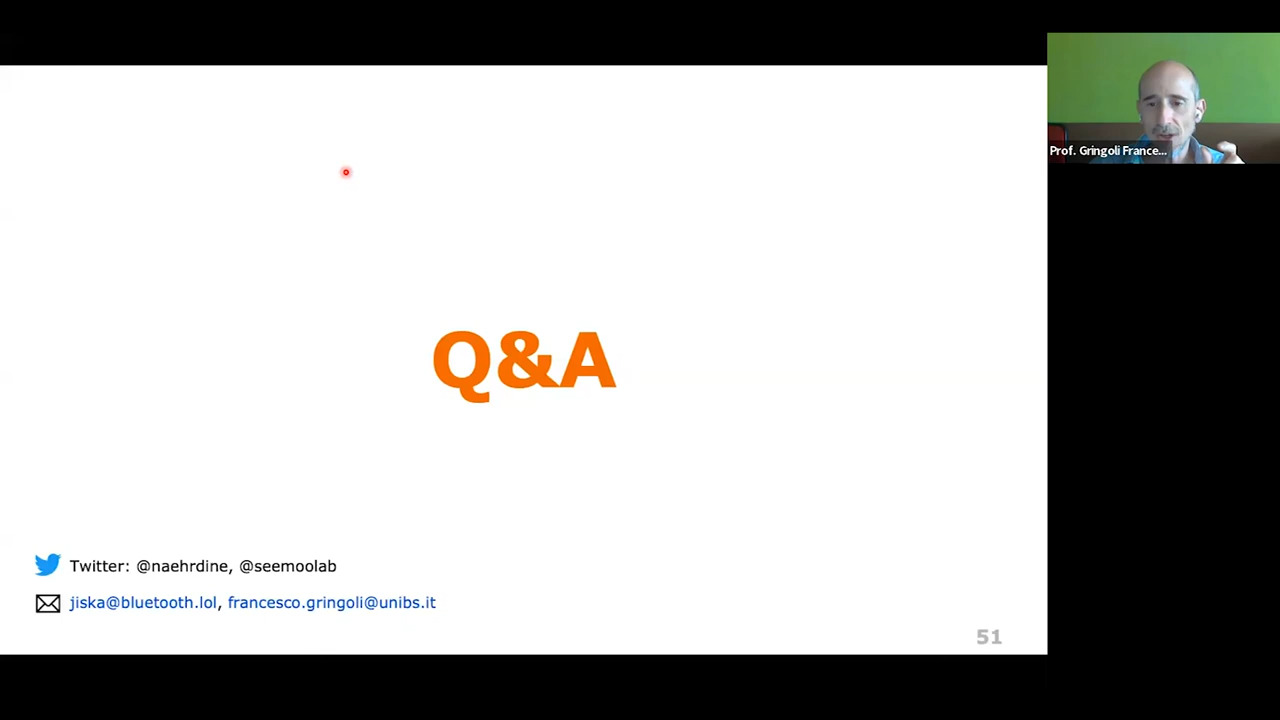 Prof. Gringoli France...
Q&A
Twitter: @naehrdine, @seemoolab
jiska@bluetooth.lol, francesco.gringoli@unibs.it
51